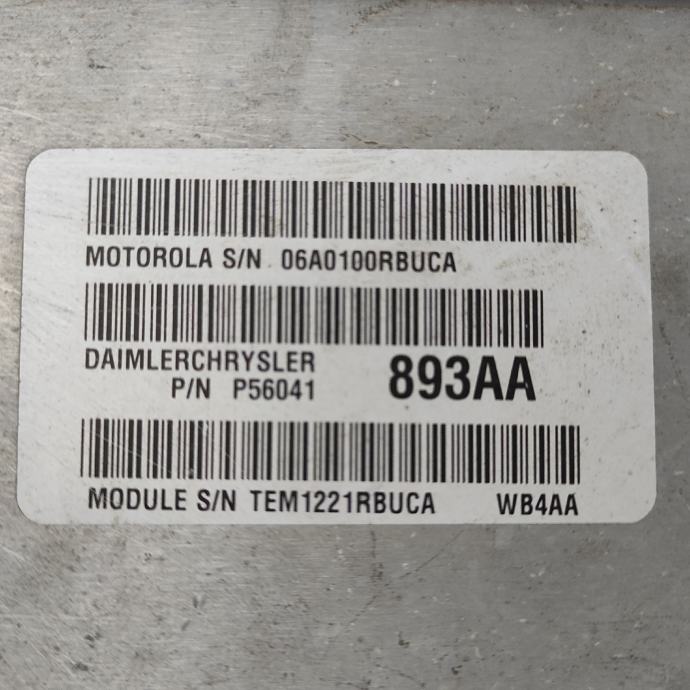 MOTOROLA S/N 06A0100RBUCA
DAIMLERCHRYSLER 893AA
P/N P56041
MODULE S/N TEM1221RBUCA WB4AA